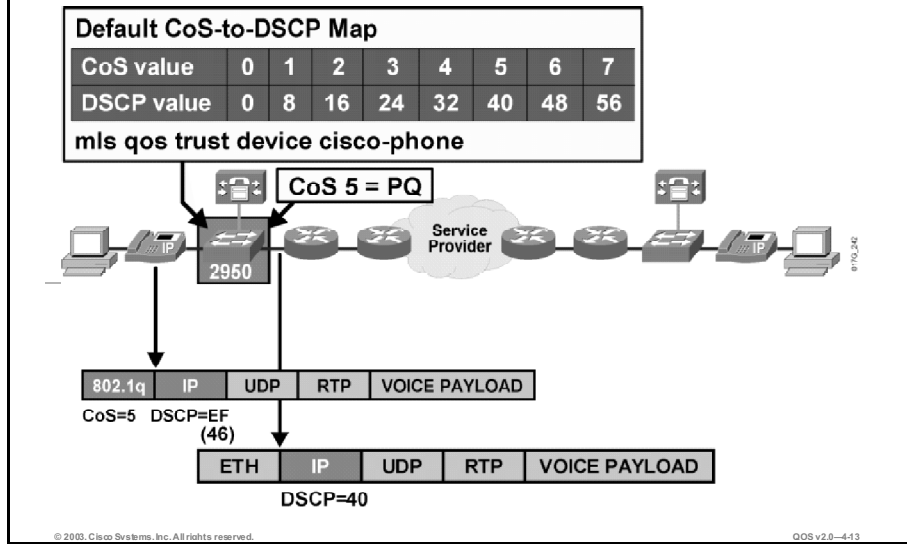 Default CoS-to-DSCP Map
CoS value 0 1 2 3 4 5 6 7
DSCP value 0 8 16 24 32 40 48 56
mls qos trust device cisco-phone
CoS 5 = PQ
IP
2950
Service
Provider
IP
017G_242
802.1q IP UDP RTP VOICE PAYLOAD
CoS=5 DSCP=EF
(46)
ETH IP UDP RTP VOICE PAYLOAD
DSCP=40
© 2003, Cisco Systems, Inc. All rights reserved.
QOS v2.0—4-13